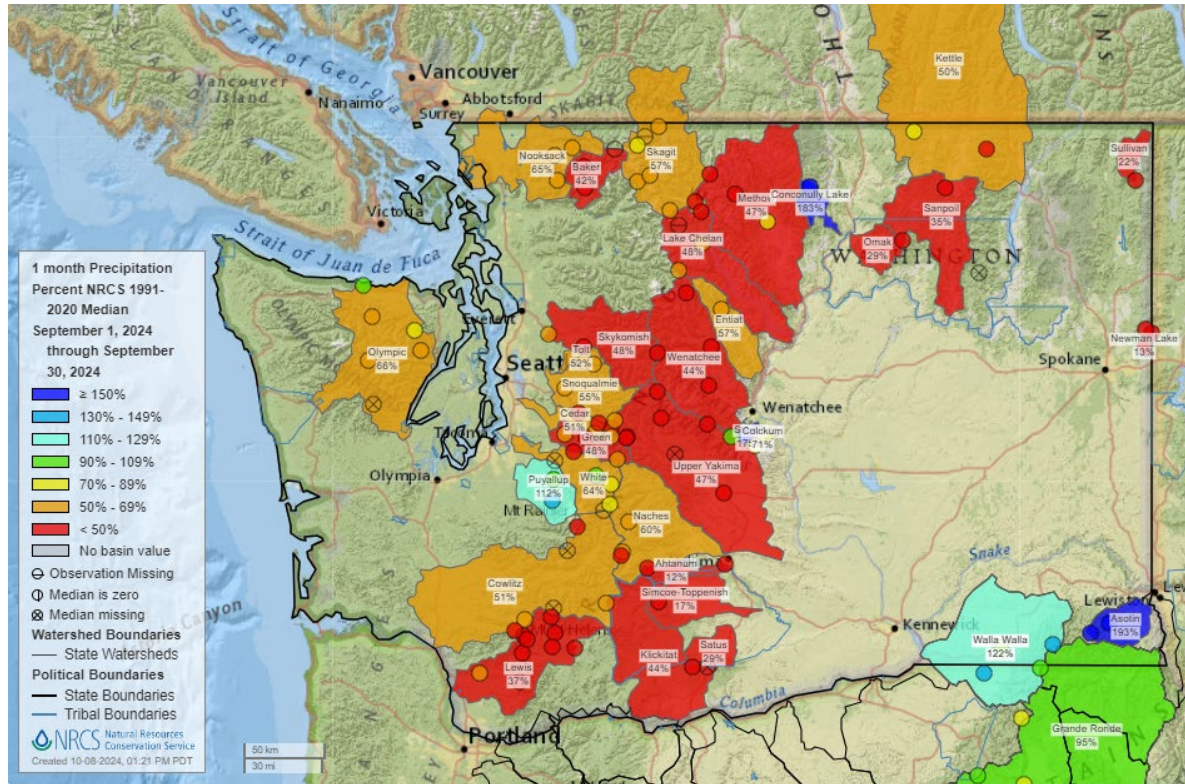 Strait of Georgia
Vancouver
Vancouver
Island
Nanaimo
Surrey
Abbotsford
SKAGIT
Kettle
50%
Nooksack
65%
Baker
42%
Skagit
57%
Sullivan
22%
Victoria
Methow
47%
Conconully Lake
183%
Sanpoil
35%
Strait of Juan de Fuca
Lake Chelan
48%
Omak
29%
WASHINGTON
1 month Precipitation
Percent NRCS 1991-
2020 Median
September 1, 2024
through September
30, 2024
≥ 150%
130% - 149%
110% - 129%
90% - 109%
70% - 89%
50% - 69%
< 50%
No basin value
Observation Missing
Median is zero
Median missing
Watershed Boundaries
State Watersheds
Political Boundaries
State Boundaries
Tribal Boundaries
NRCS Natural Resources
Conservation Service
Created 10-08-2024, 01:21 PM PDT
Everett
Entiat
57%
Olympic
66%
Skykomish
48%
Newman Lake
13%
Tolt
52%
Wenatchee
44%
Spokane
Seatt
Snoqualmie
55%
Wenatchee
Cedar
51%
Colckum
71%
Tacoma
Green
46%
Upper Yakima
47%
Olympia
Puyallup
112%
White
64%
Mt Rainier
Naches
60%
Snake
Ahtanum
12%
Cowlitz
51%
Simcoe-Toppenish
17%
Lewiston
Asotin
193%
Kennewick
Walla Walla
122%
Satus
29%
Klickitat
44%
Lewis
37%
Columbia
Portland
Grande Ronde
95%
50 km
30 mi